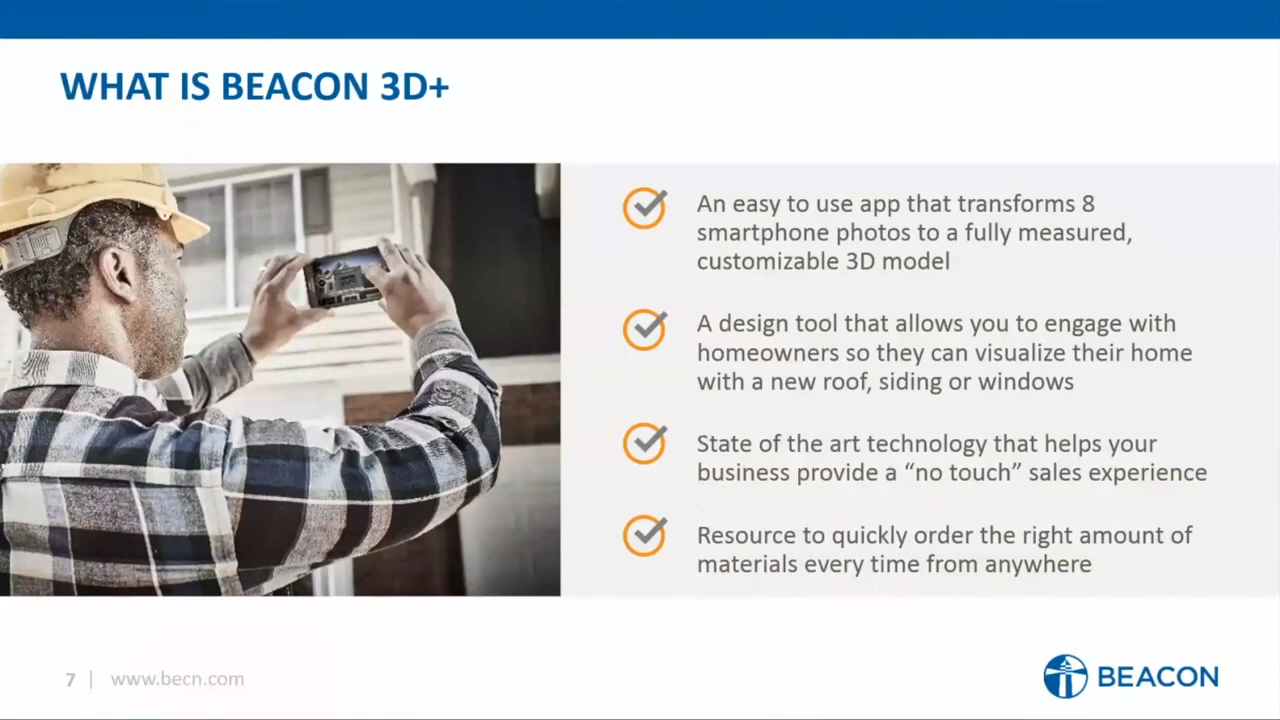 WHAT IS BEACON 3D+
An easy to use app that transforms 8
smartphone photos to a fully measured,
customizable 3D model
A design tool that allows you to engage with
homeowners so they can visualize their home
with a new roof, siding or windows
State of the art technology that helps your
business provide a “no touch” sales experience
Resource to quickly order the right amount of
materials every time from anywhere
7 | www.becn.com
BEACON